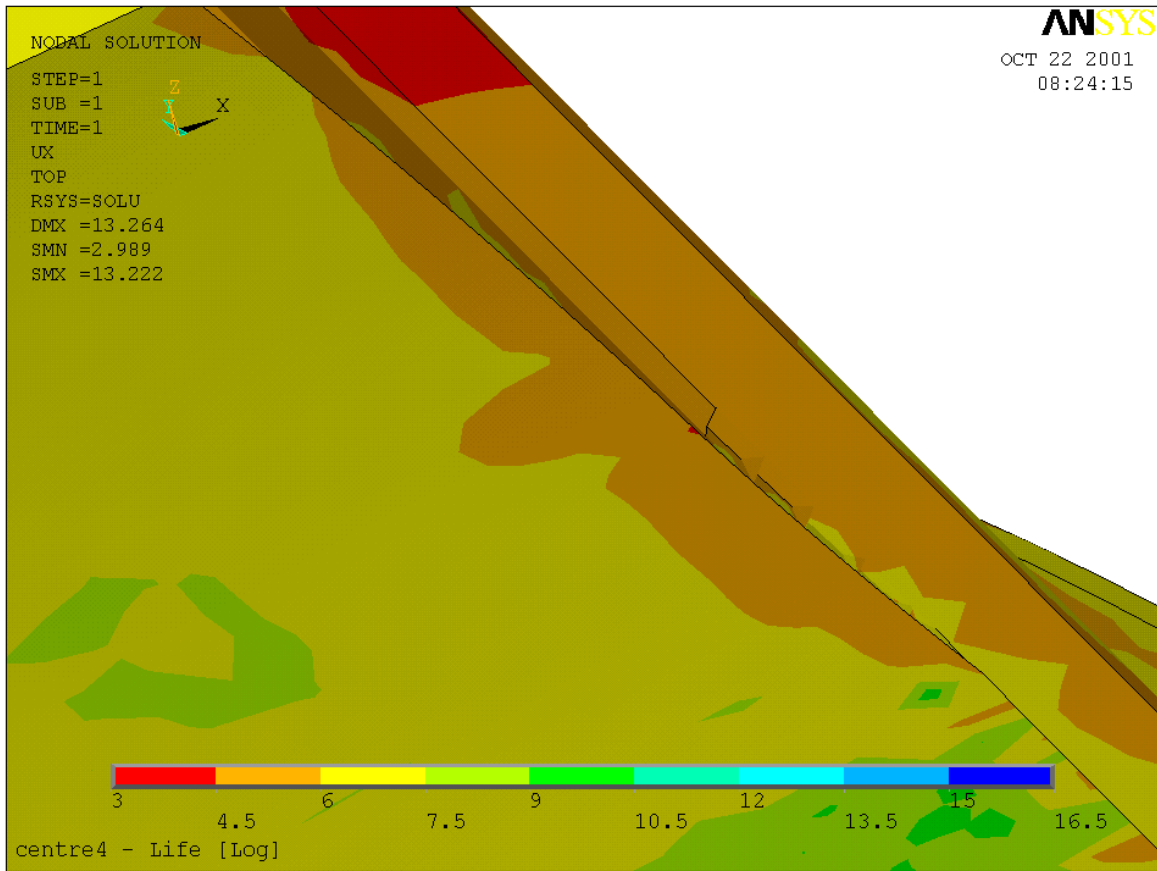 ANSYS
OCT 22 2001
08:24:15
NODAL SOLUTION
STEP=1
SUB =1
TIME=1
UX
TOP
RSYS=SOLU
DMX =13.264
SMN =2.989
SMX =13.222
Z
Y X
3 6 9 12 15
4.5 7.5 10.5 13.5 16.5
centre4 - Life [Log]